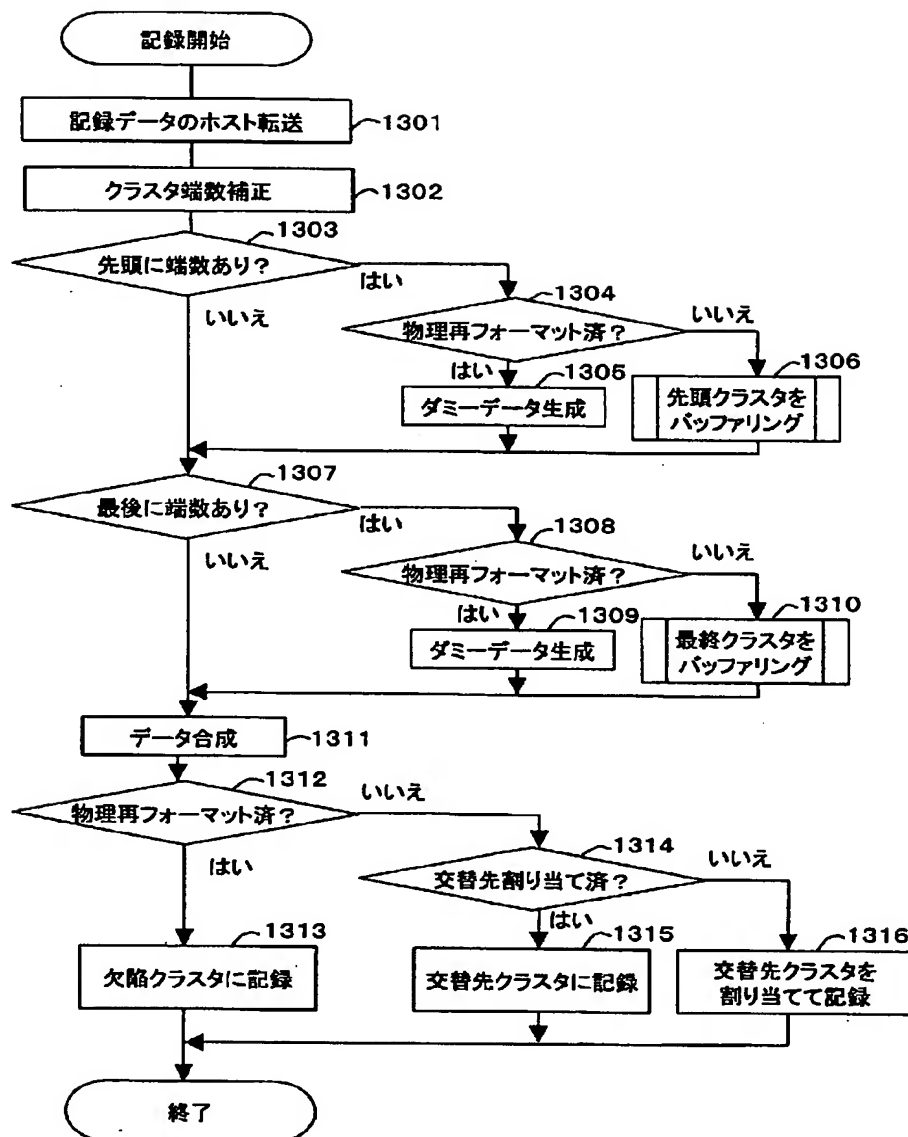 記録開始
記録データのホスト転送
1301
クラスタ端数補正
1302
1303
先頭に端数あり?
はい
いいえ
1304
物理再フォーマット済?
いいえ
はい
1305
ダミーデータ生成
1306
先頭クラスタを
バッファリング
1307
最後に端数あり?
はい
いいえ
1308
物理再フォーマット済?
いいえ
はい
1309
ダミーデータ生成
1310
最終クラスタを
バッファリング
データ合成
1311
1312
物理再フォーマット済?
いいえ
はい
1314
交替先割り当て済?
いいえ
はい
1313
欠陥クラスタに記録
1315
交替先クラスタに記録
1316
交替先クラスタを
割り当てて記録
終了